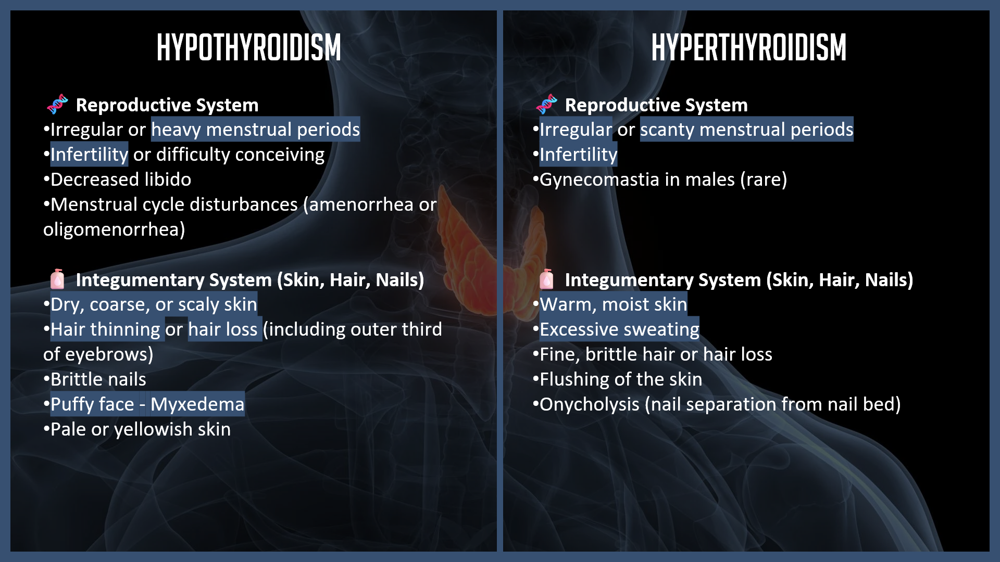 HYPOTHYROIDISM
🧬 Reproductive System
•Irregular or heavy menstrual periods
•Infertility or difficulty conceiving
•Decreased libido
•Menstrual cycle disturbances (amenorrhea or
oligomenorrhea)
🧴 Integumentary System (Skin, Hair, Nails)
•Dry, coarse, or scaly skin
•Hair thinning or hair loss (including outer third
of eyebrows)
•Brittle nails
•Puffy face - Myxedema
•Pale or yellowish skin
HYPERTHYROIDISM
🧬 Reproductive System
•Irregular or scanty menstrual periods
•Infertility
•Gynecomastia in males (rare)
🧴 Integumentary System (Skin, Hair, Nails)
•Warm, moist skin
•Excessive sweating
•Fine, brittle hair or hair loss
•Flushing of the skin
•Onycholysis (nail separation from nail bed)